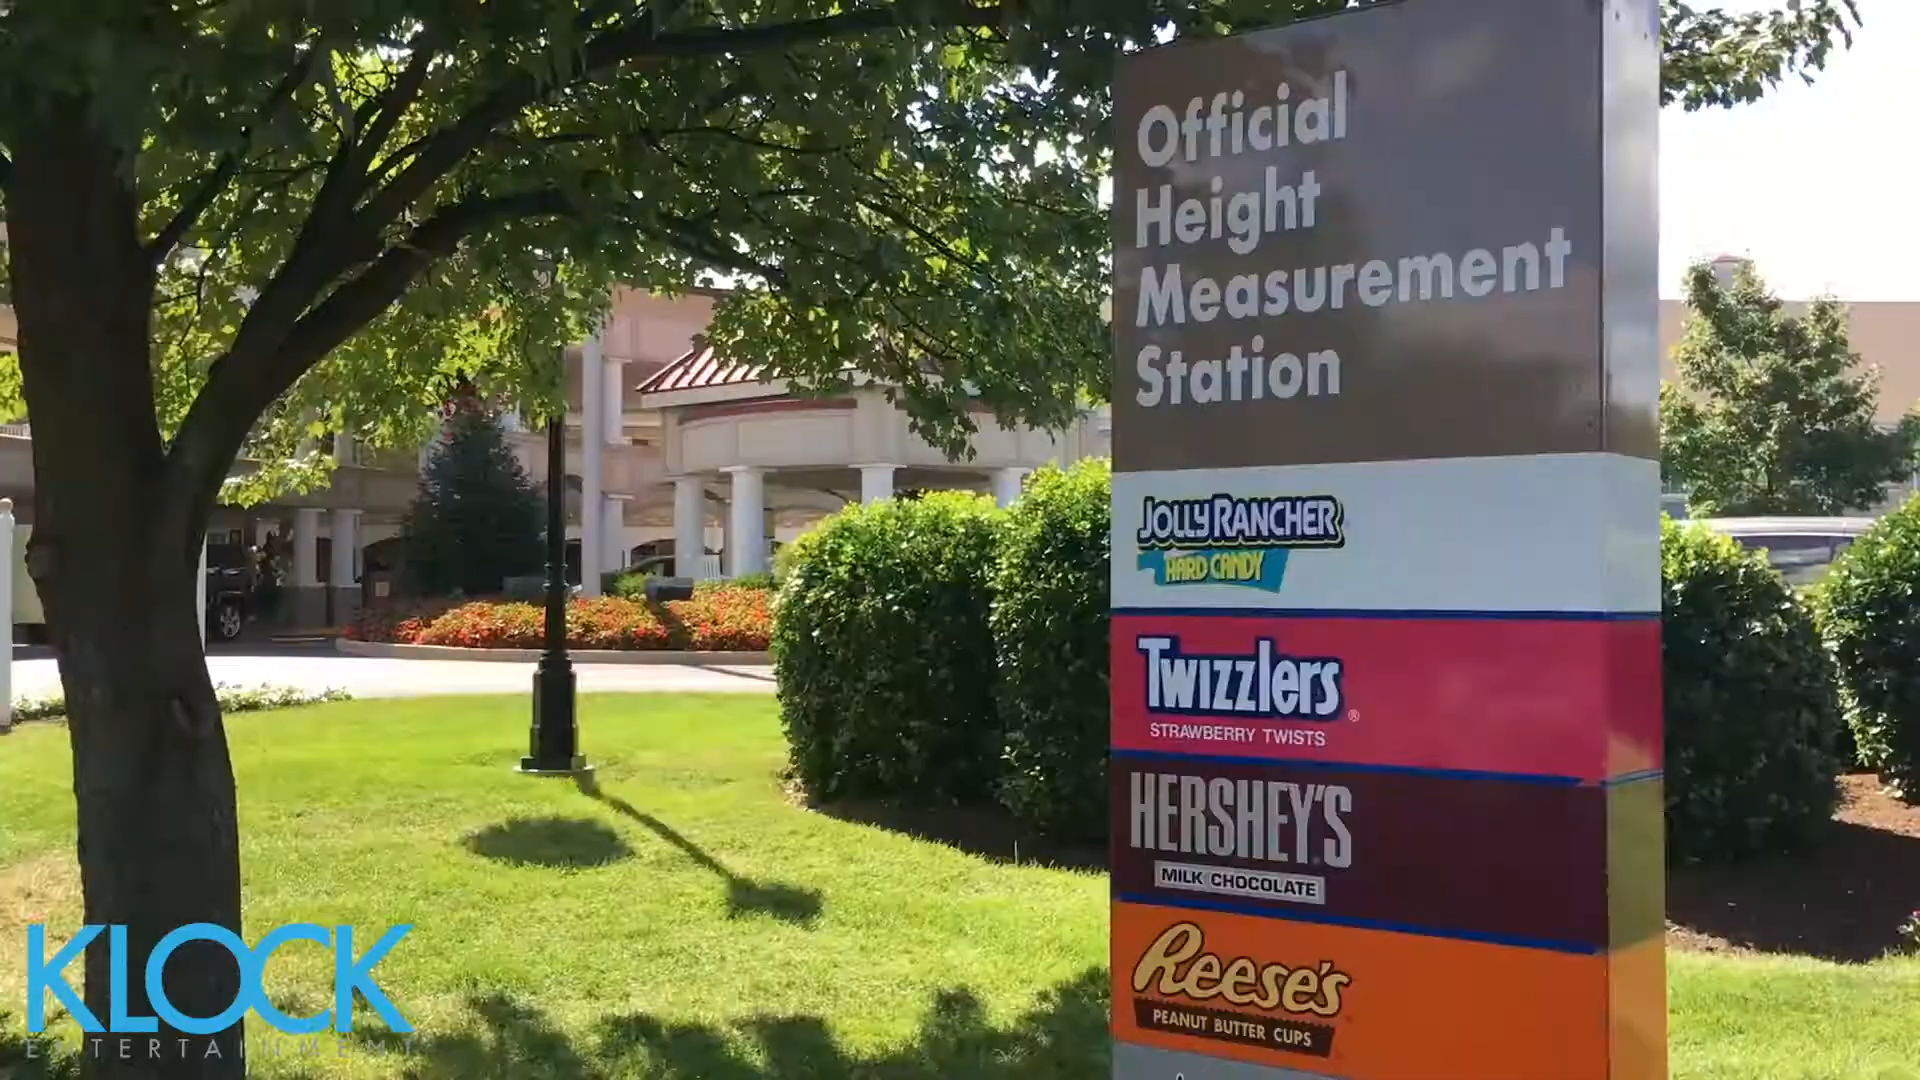 Official
Height
Measurement
Station
JOLLY RANCHER
HARD CANDY
TWIZZLERS ®
STRAWBERRY TWISTS
HERSHEY'S
MILK CHOCOLATE
Reese's
PEANUT BUTTER CUPS
KLOCK
ENTERTAINMENT